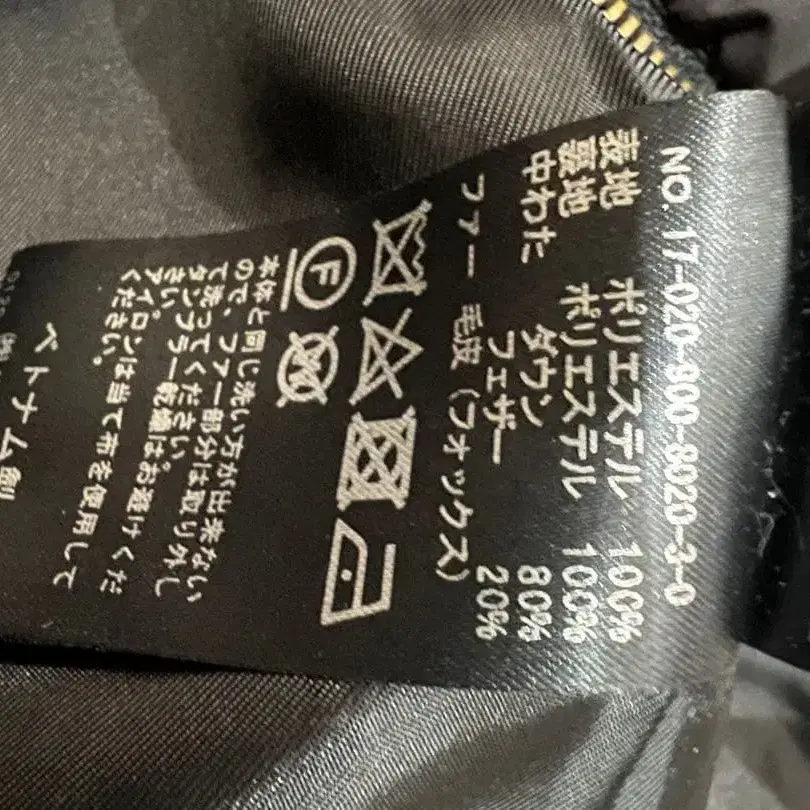 NO. 17-020-900-8020-3-0
表地 ポリエステル 100%
裏地 ポリエステル 100%
中わた ダウン 80%
フェザー 20%
ファー 毛皮 (フォックス)
F
本体と同じ洗い方が出来ない
ので、ファー部分は取り外し
て洗ってください。
タンブラー乾燥はお避けくだ
さい。
アイロンは当て布を使用して
ください。
ベトナム製